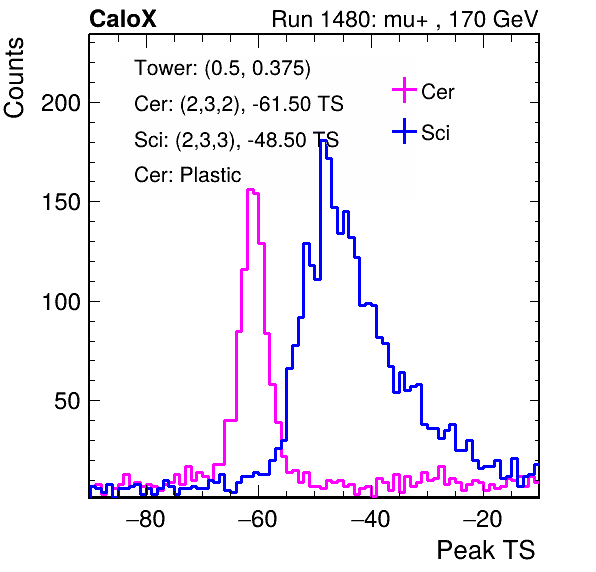 CaloX Run 1480: mu+ , 170 GeV
Counts
Tower: (0.5, 0.375)
Cer: (2,3,2), -61.50 TS
Sci: (2,3,3), -48.50 TS
Cer: Plastic
Cer
Sci
200
150
100
50
−80 −60 −40 −20
Peak TS